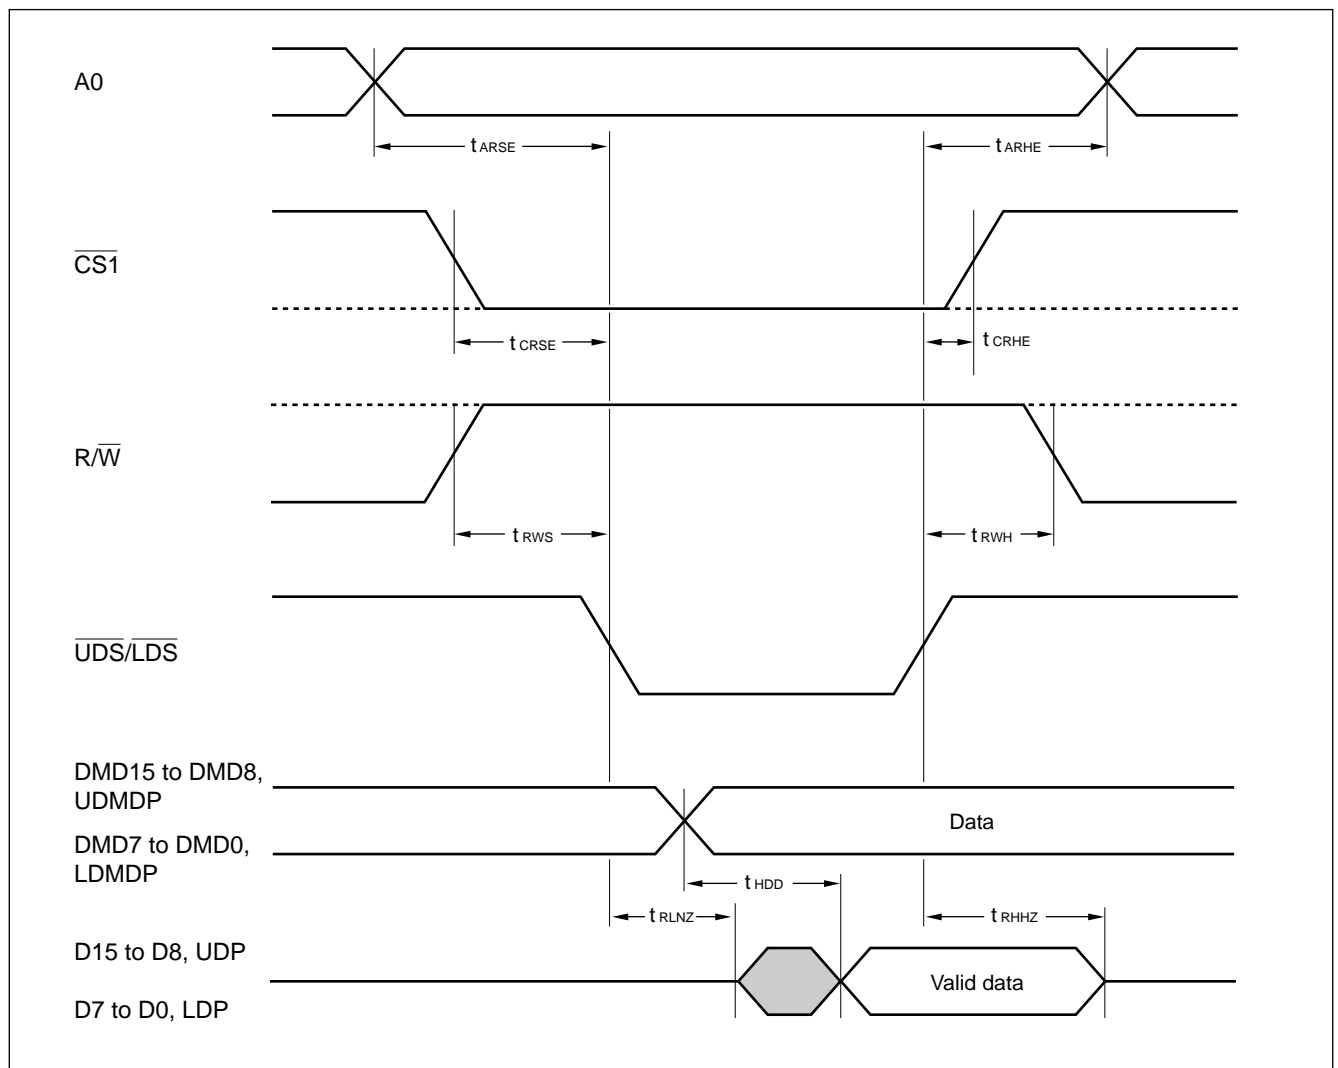 A0
t ARSE
t ARHE
CS1
t CRSE
t CRHE
R/W
t RWS
t RWH
UDS/LDS
DMD15 to DMD8,
UDMDP
Data
DMD7 to DMD0,
LDMDP
t HDD
t RLNZ
t RHHZ
D15 to D8, UDP
Valid data
D7 to D0, LDP